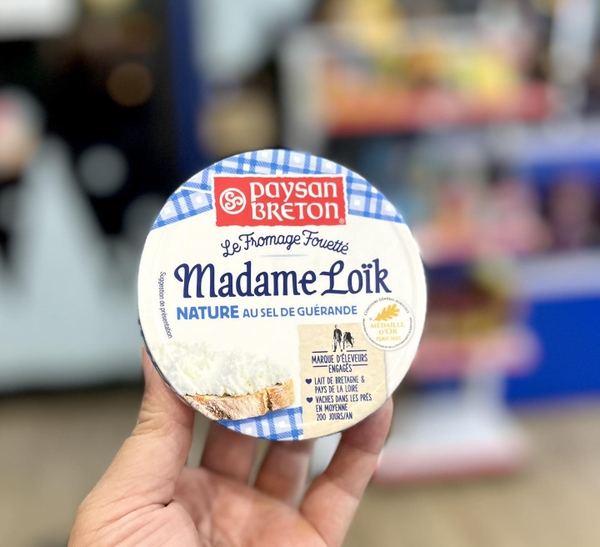 paysan
BRETON
Le Fromage Fouetté
Madame Loïk
NATURE AU SEL DE GUÉRANDE
Suggestion de présentation
MÉDAILLE
D'OR
MARQUE D'ÉLEVEURS
ENGAGÉS
♥ LAIT DE BRETAGNE &
PAYS DE LA LOIRE
♥ VACHES DANS LES PRÉS
EN MOYENNE
200 JOURS/AN